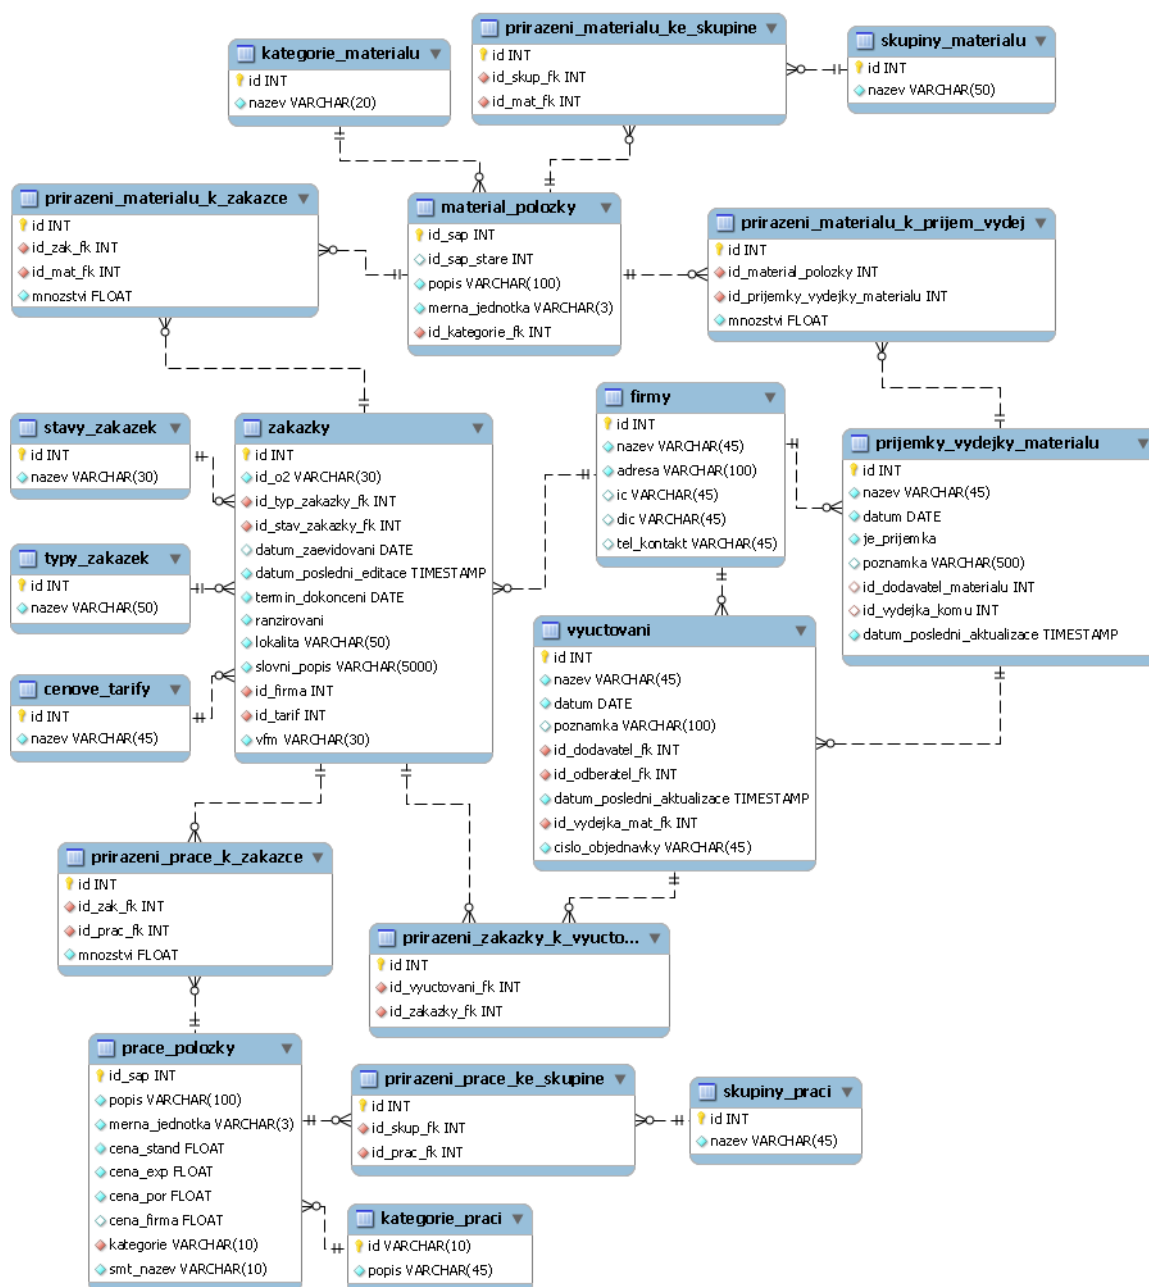 kategorie_materialu
id INT
nazev VARCHAR(20)
prirazeni_materialu_ke_skupine
id INT
id_skup_fk INT
id_mat_fk INT
skupiny_materialu
id INT
nazev VARCHAR(50)
prirazeni_materialu_k_zakazce
id INT
id_zak_fk INT
id_mat_fk INT
mnozstvi FLOAT
material_polozky
id_sap INT
id_sap_stare INT
popis VARCHAR(100)
merna_jednotka VARCHAR(3)
id_kategorie_fk INT
prirazeni_materialu_k_prijem_vydej
id INT
id_material_polozky INT
id_prijemky_vydejky_materialu INT
mnozstvi FLOAT
stavy_zakazek
id INT
nazev VARCHAR(30)
typy_zakazek
id INT
nazev VARCHAR(50)
cenove_tarify
id INT
nazev VARCHAR(45)
zakazky
id INT
id_o2 VARCHAR(30)
id_typ_zakazky_fk INT
id_stav_zakazky_fk INT
datum_zaevidovani DATE
datum_posledni_editace TIMESTAMP
termin_dokonceni DATE
ranzirovani
lokalita VARCHAR(50)
slovni_popis VARCHAR(5000)
id_firma INT
id_tarif INT
vfm VARCHAR(30)
firmy
id INT
nazev VARCHAR(45)
adresa VARCHAR(100)
ic VARCHAR(45)
dic VARCHAR(45)
tel_kontakt VARCHAR(45)
prijemky_vydejky_materialu
id INT
nazev VARCHAR(45)
datum DATE
je_prijemka
poznamka VARCHAR(500)
id_dodavatel_materialu INT
id_vydejka_komu INT
datum_posledni_aktualizace TIMESTAMP
vyuctovani
id INT
nazev VARCHAR(45)
datum DATE
poznamka VARCHAR(100)
id_dodavatel_fk INT
id_odberatel_fk INT
datum_posledni_aktualizace TIMESTAMP
id_vydejka_mat_fk INT
cislo_objednavky VARCHAR(45)
prirazeni_prace_k_zakazce
id INT
id_zak_fk INT
id_prac_fk INT
mnozstvi FLOAT
prirazeni_zakazky_k_vyucto...
id INT
id_vyuctovani_fk INT
id_zakazky_fk INT
prace_polozky
id_sap INT
popis VARCHAR(100)
merna_jednotka VARCHAR(3)
cena_stand FLOAT
cena_exp FLOAT
cena_por FLOAT
cena_firma FLOAT
kategorie VARCHAR(10)
smt_nazev VARCHAR(10)
prirazeni_prace_ke_skupine
id INT
id_skup_fk INT
id_prac_fk INT
skupiny_praci
id INT
nazev VARCHAR(45)
kategorie_praci
id VARCHAR(10)
popis VARCHAR(45)